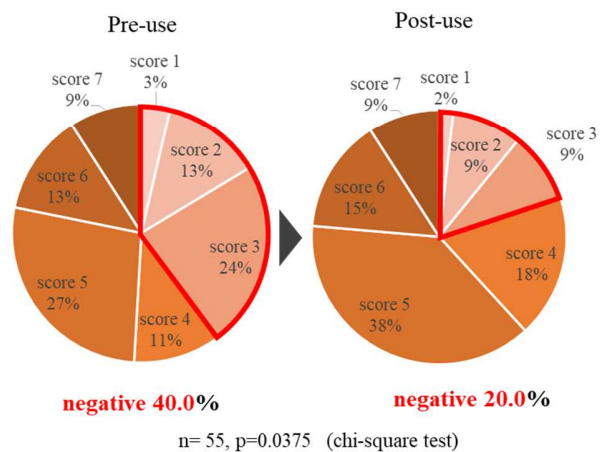 Pre-use
score 1
3%
score 2
13%
score 3
24%
score 4
11%
score 5
27%
score 6
13%
score 7
9%
negative 40.0%
Post-use
score 1
2%
score 2
9%
score 3
9%
score 4
18%
score 5
38%
score 6
15%
score 7
9%
negative 20.0%
n= 55, p=0.0375 (chi-square test)